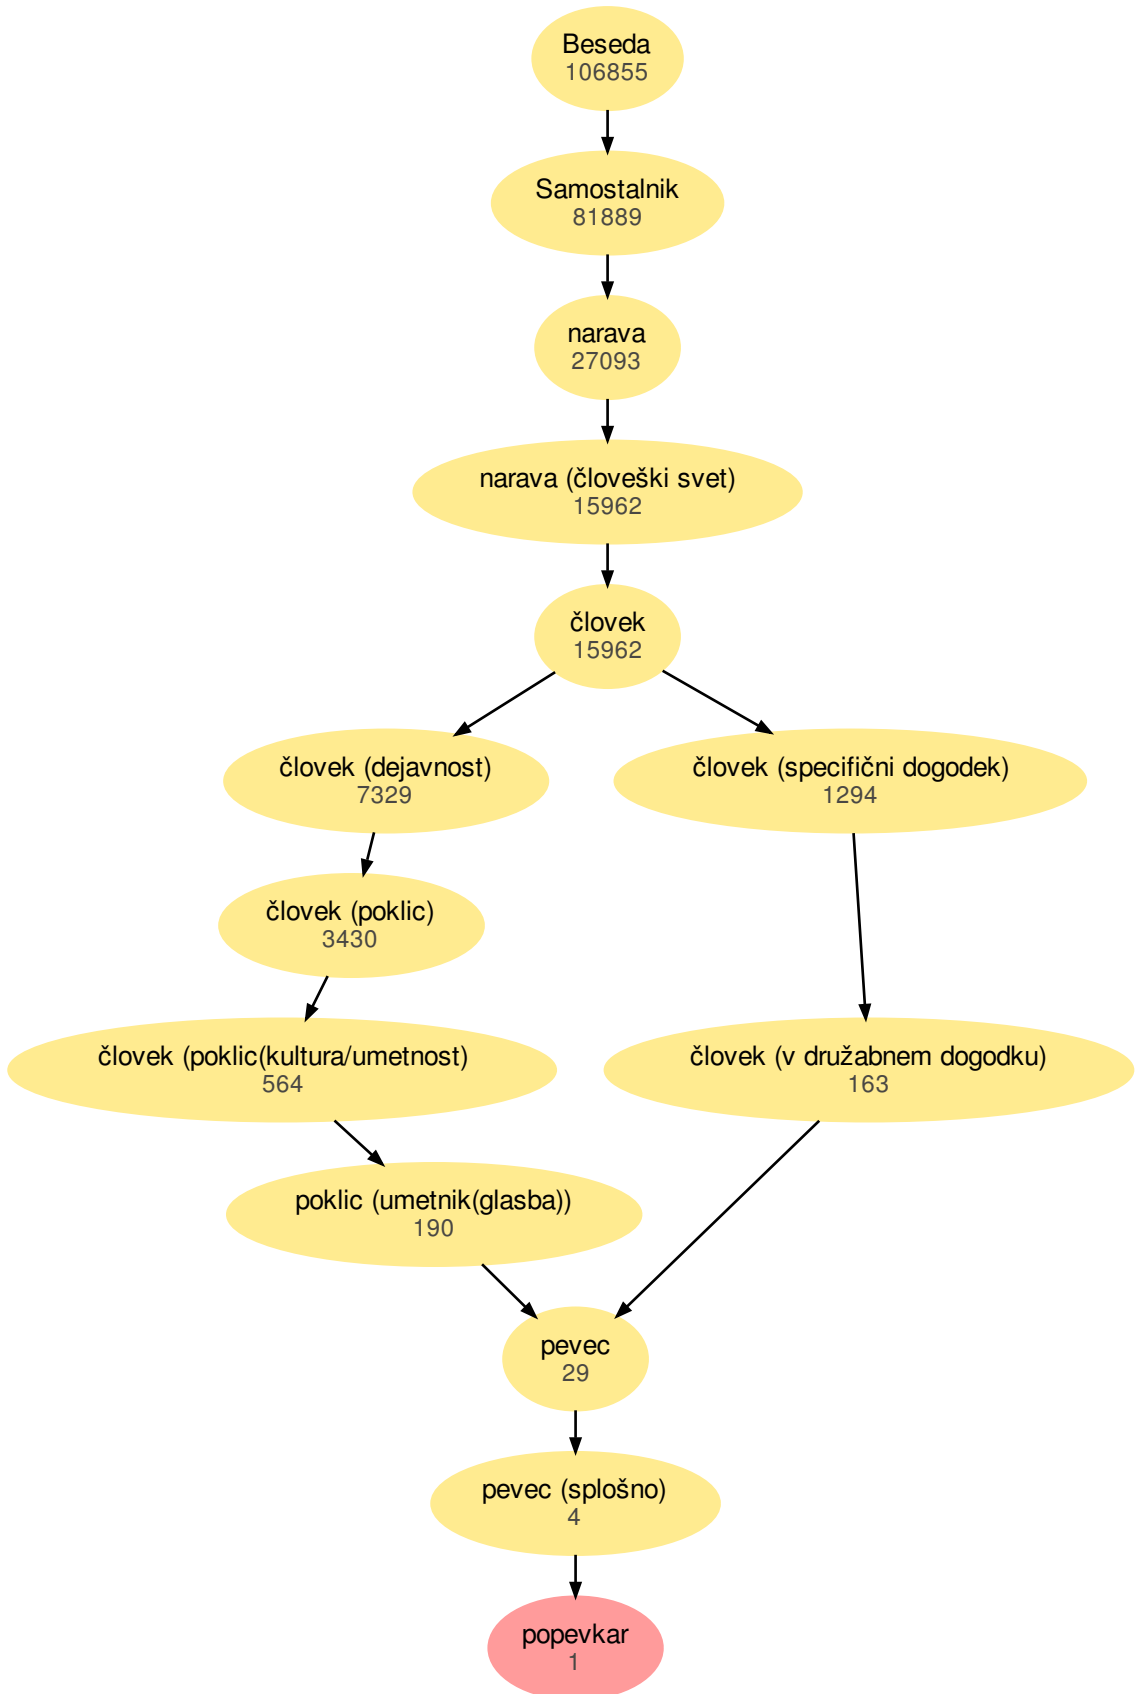 Beseda
106855
Samostalnik
81889
narava
27093
narava (človeški svet)
15962
človek
15962
človek (dejavnost)
7329
človek (specifični dogodek)
1294
človek (poklic)
3430
človek (poklic(kultura/umetnost)
564
človek (v družabnem dogodku)
163
poklic (umetnik(glasba))
190
pevec
29
pevec (splošno)
4
popevkar
1